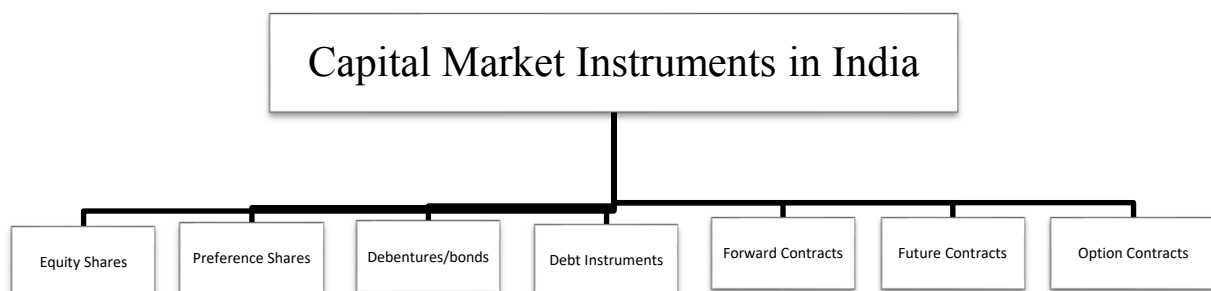 Capital Market Instruments in India
Equity Shares
Preference Shares
Debentures/bonds
Debt Instruments
Forward Contracts
Future Contracts
Option Contracts